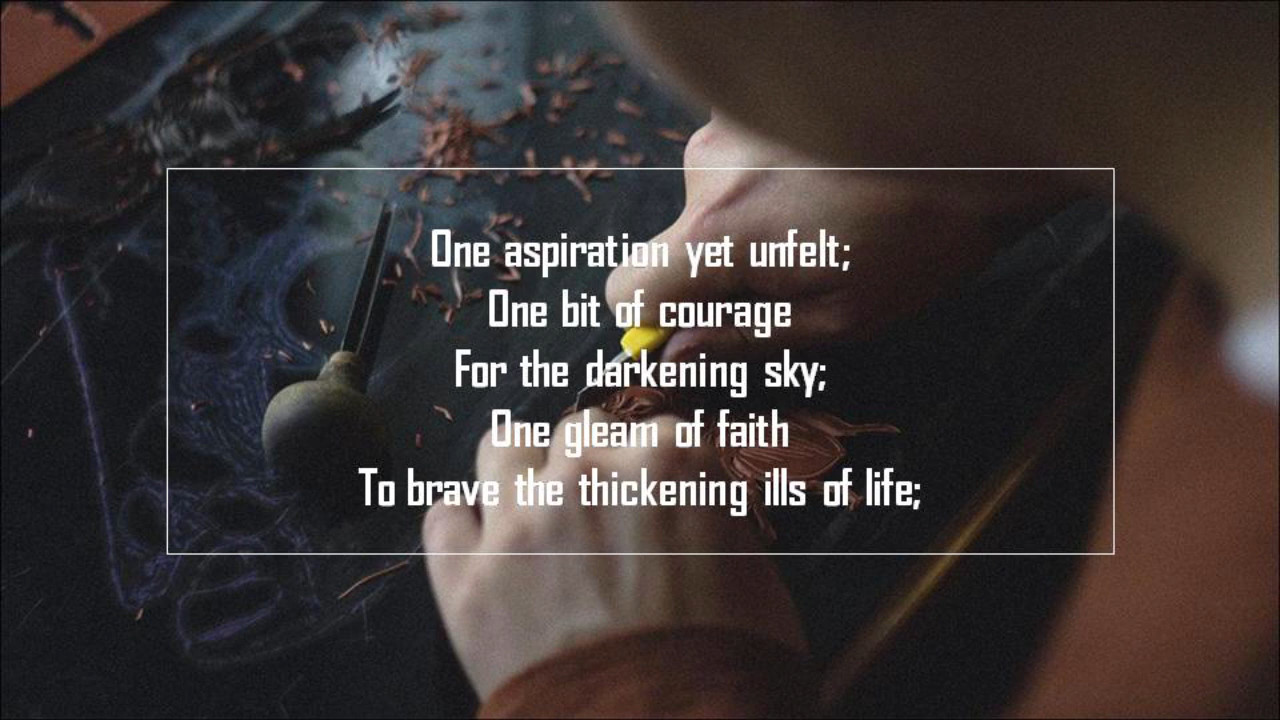 One aspiration yet unfelt;
One bit of courage
For the darkening sky;
One gleam of faith
To brave the thickening ills of life;